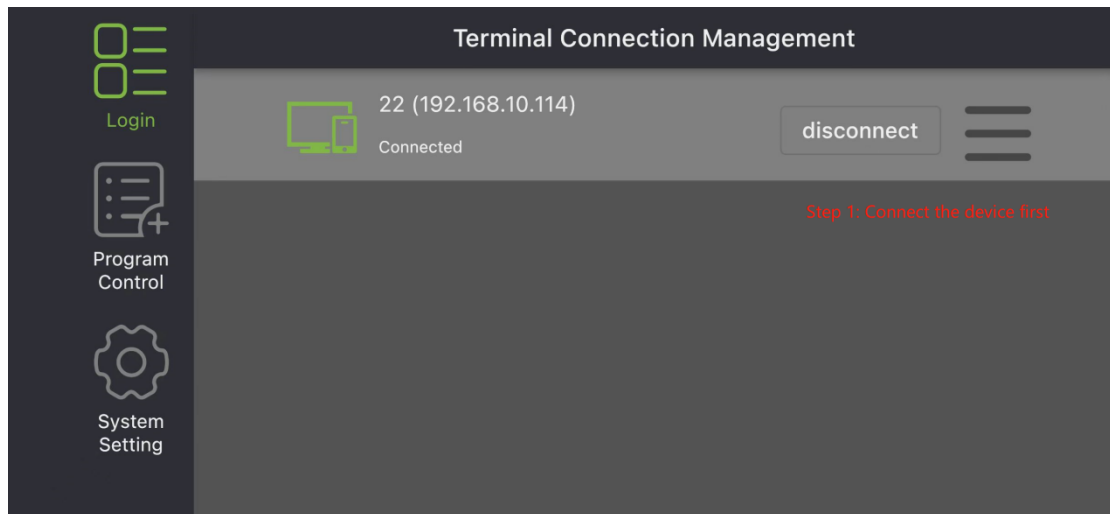 Terminal Connection Management
Login
22 (192.168.10.114)
Connected
disconnect
Step 1: Connect the device first
Program
Control
System
Setting